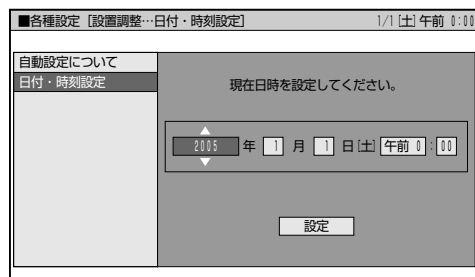 ■各種設定［設置調整…日付・時刻設定］ 1/1［土］午前 0:00
自動設定について
日付・時刻設定
現在日時を設定してください。
2005 年 1 月 1 日［土］午前 0：00
設定